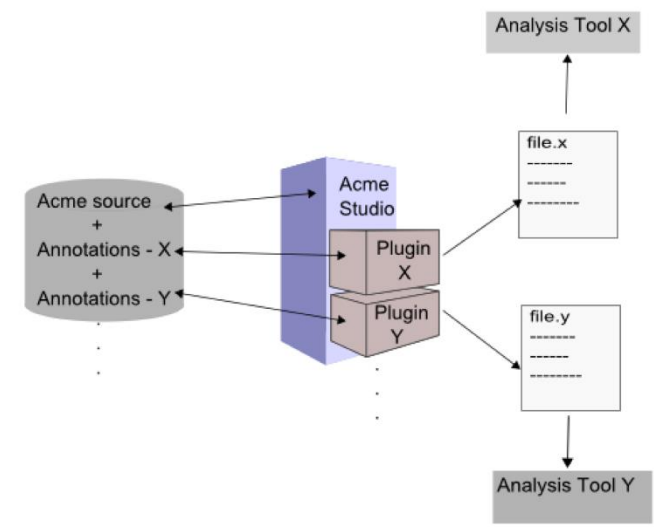 Analysis Tool X
file.x
-------
------
--------
Acme source
+
Annotations - X
+
Annotations - Y
.
.
.
Acme
Studio
Plugin
X
Plugin
Y
.
.
.
file.y
-------
------
--------
Analysis Tool Y